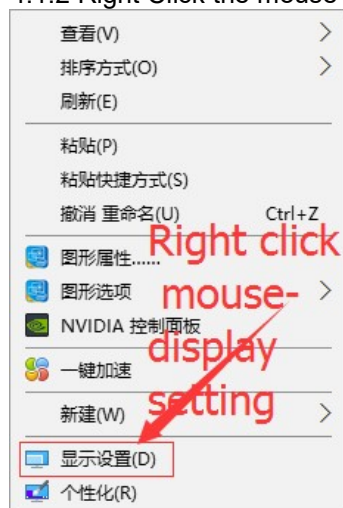 4.1.2 Right Click the mouse
查看(V)
排序方式(O)
刷新(E)
粘贴(P)
粘贴快捷方式(S)
撤消 重命名(U) Ctrl+Z
图形属性......
图形选项
NVIDIA 控制面板
一键加速
新建(W)
显示设置(D)
个性化(R)
Right click
mouse-
display
setting